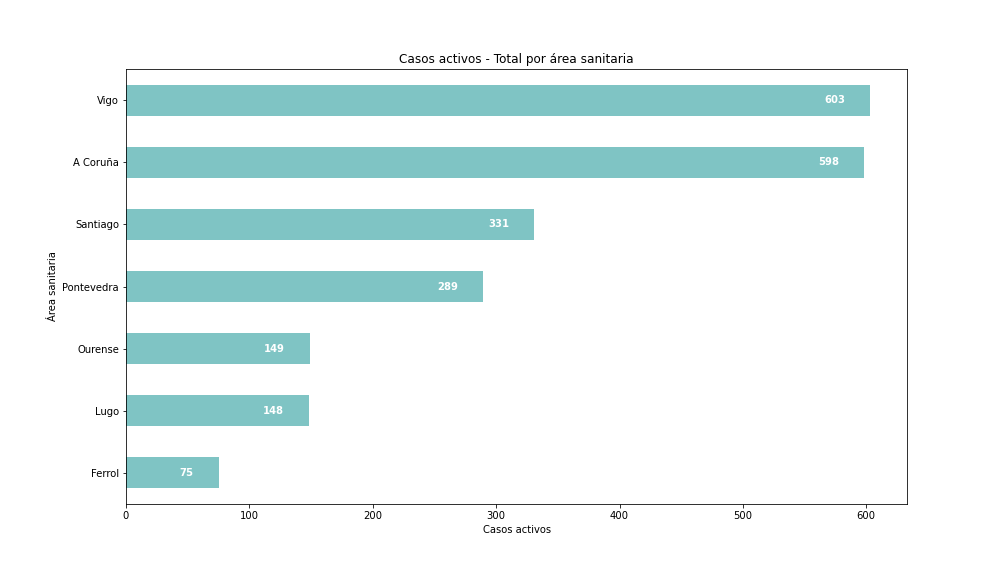 Casos activos - Total por área sanitaria
Área sanitaria
Vigo 603
A Coruña 598
Santiago 331
Pontevedra 289
Ourense 149
Lugo 148
Ferrol 75
0 100 200 300 400 500 600
Casos activos